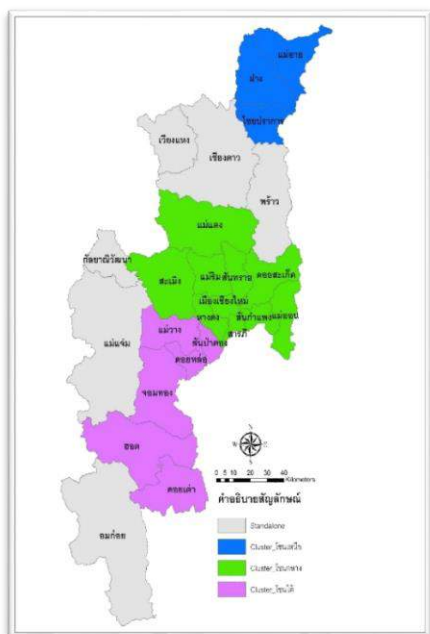 แม่อาย
ฝาง
ไชยปราการ
เวียงแหง
เชียงดาว
พร้าว
แม่แตง
กัลยาณิวัฒนา
สะเมิง
แม่ริม
สันทราย
ดอยสะเก็ด
เมืองเชียงใหม่
หางดง
สันกำแพง
แม่ออน
สารภี
แม่วาง
สันป่าตอง
แม่แจ่ม
ดอยหล่อ
จอมทอง
ฮอด
ดอยเต่า
อมก๋อย
N
W
E
S
0 5 10 20 30 40
Kilometers
คำอธิบายสัญลักษณ์
Standalone
Cluster_โซนเหนือ
Cluster_โซนกลาง
Cluster_โซนใต้